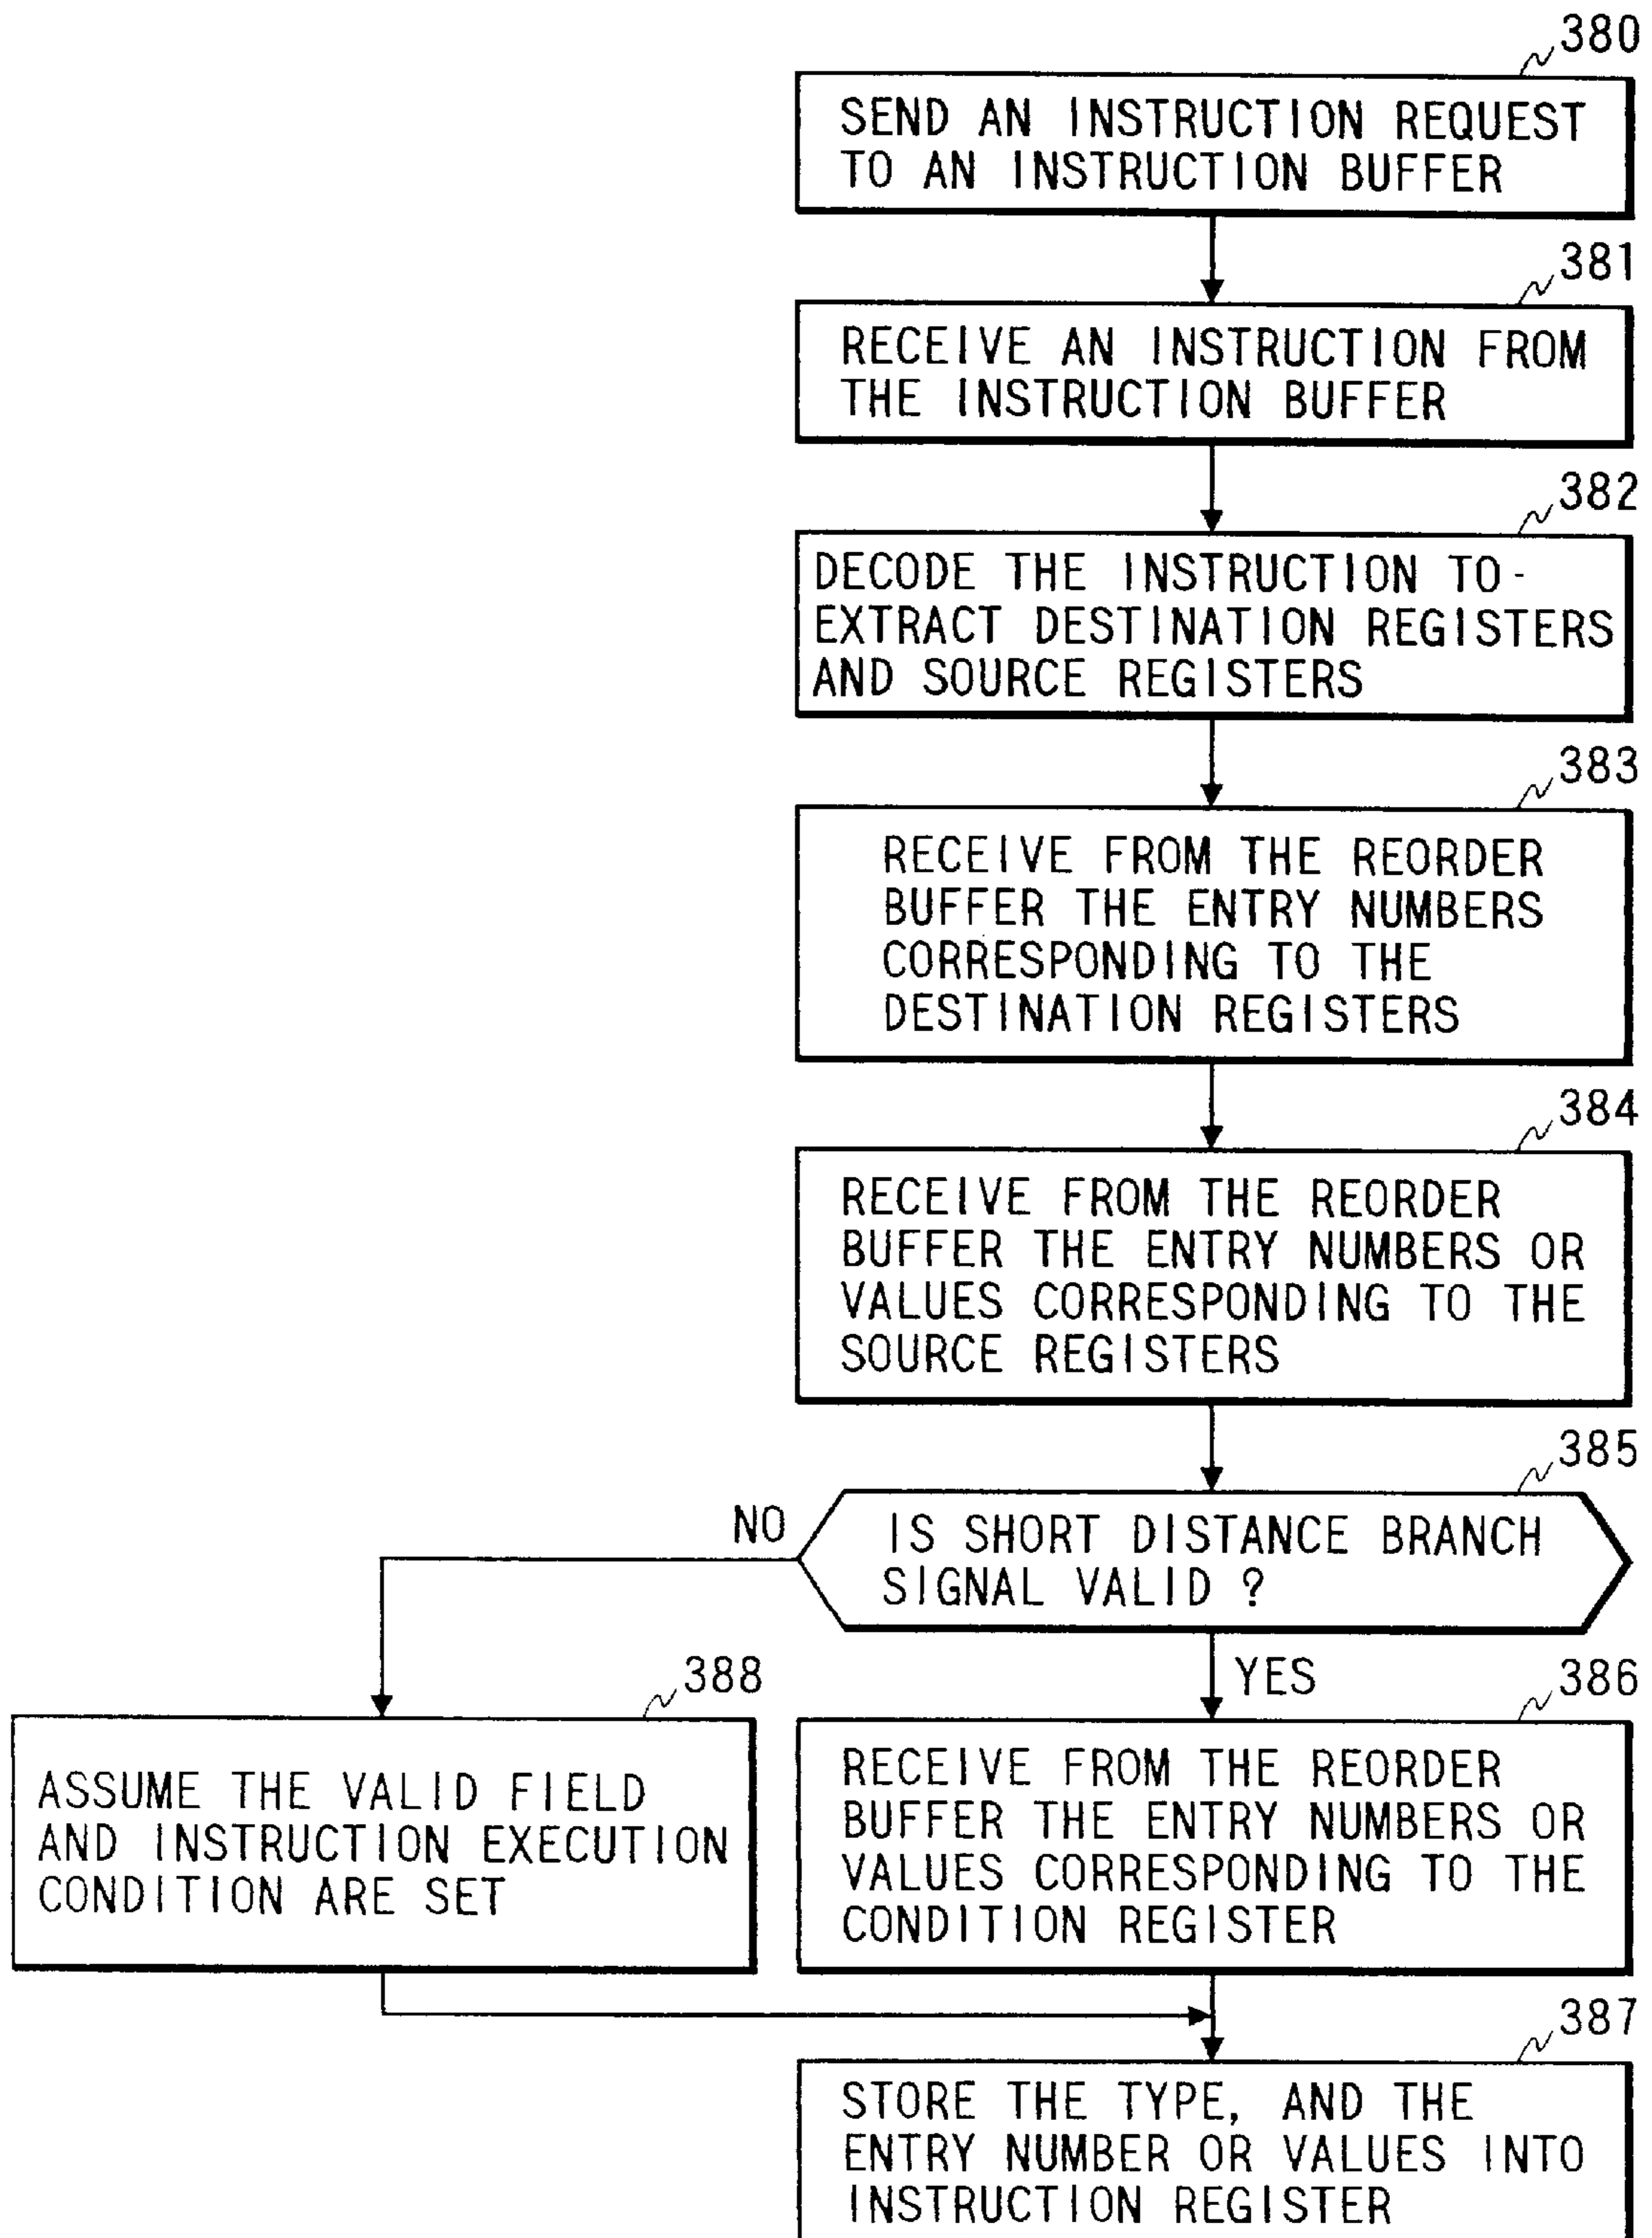 380
SEND AN INSTRUCTION REQUEST
TO AN INSTRUCTION BUFFER
381
RECEIVE AN INSTRUCTION FROM
THE INSTRUCTION BUFFER
382
DECODE THE INSTRUCTION TO-
EXTRACT DESTINATION REGISTERS
AND SOURCE REGISTERS
383
RECEIVE FROM THE REORDER
BUFFER THE ENTRY NUMBERS
CORRESPONDING TO THE
DESTINATION REGISTERS
384
RECEIVE FROM THE REORDER
BUFFER THE ENTRY NUMBERS OR
VALUES CORRESPONDING TO THE
SOURCE REGISTERS
385
NO
IS SHORT DISTANCE BRANCH
SIGNAL VALID ?
YES
388
ASSUME THE VALID FIELD
AND INSTRUCTION EXECUTION
CONDITION ARE SET
386
RECEIVE FROM THE REORDER
BUFFER THE ENTRY NUMBERS OR
VALUES CORRESPONDING TO THE
CONDITION REGISTER
387
STORE THE TYPE, AND THE
ENTRY NUMBER OR VALUES INTO
INSTRUCTION REGISTER